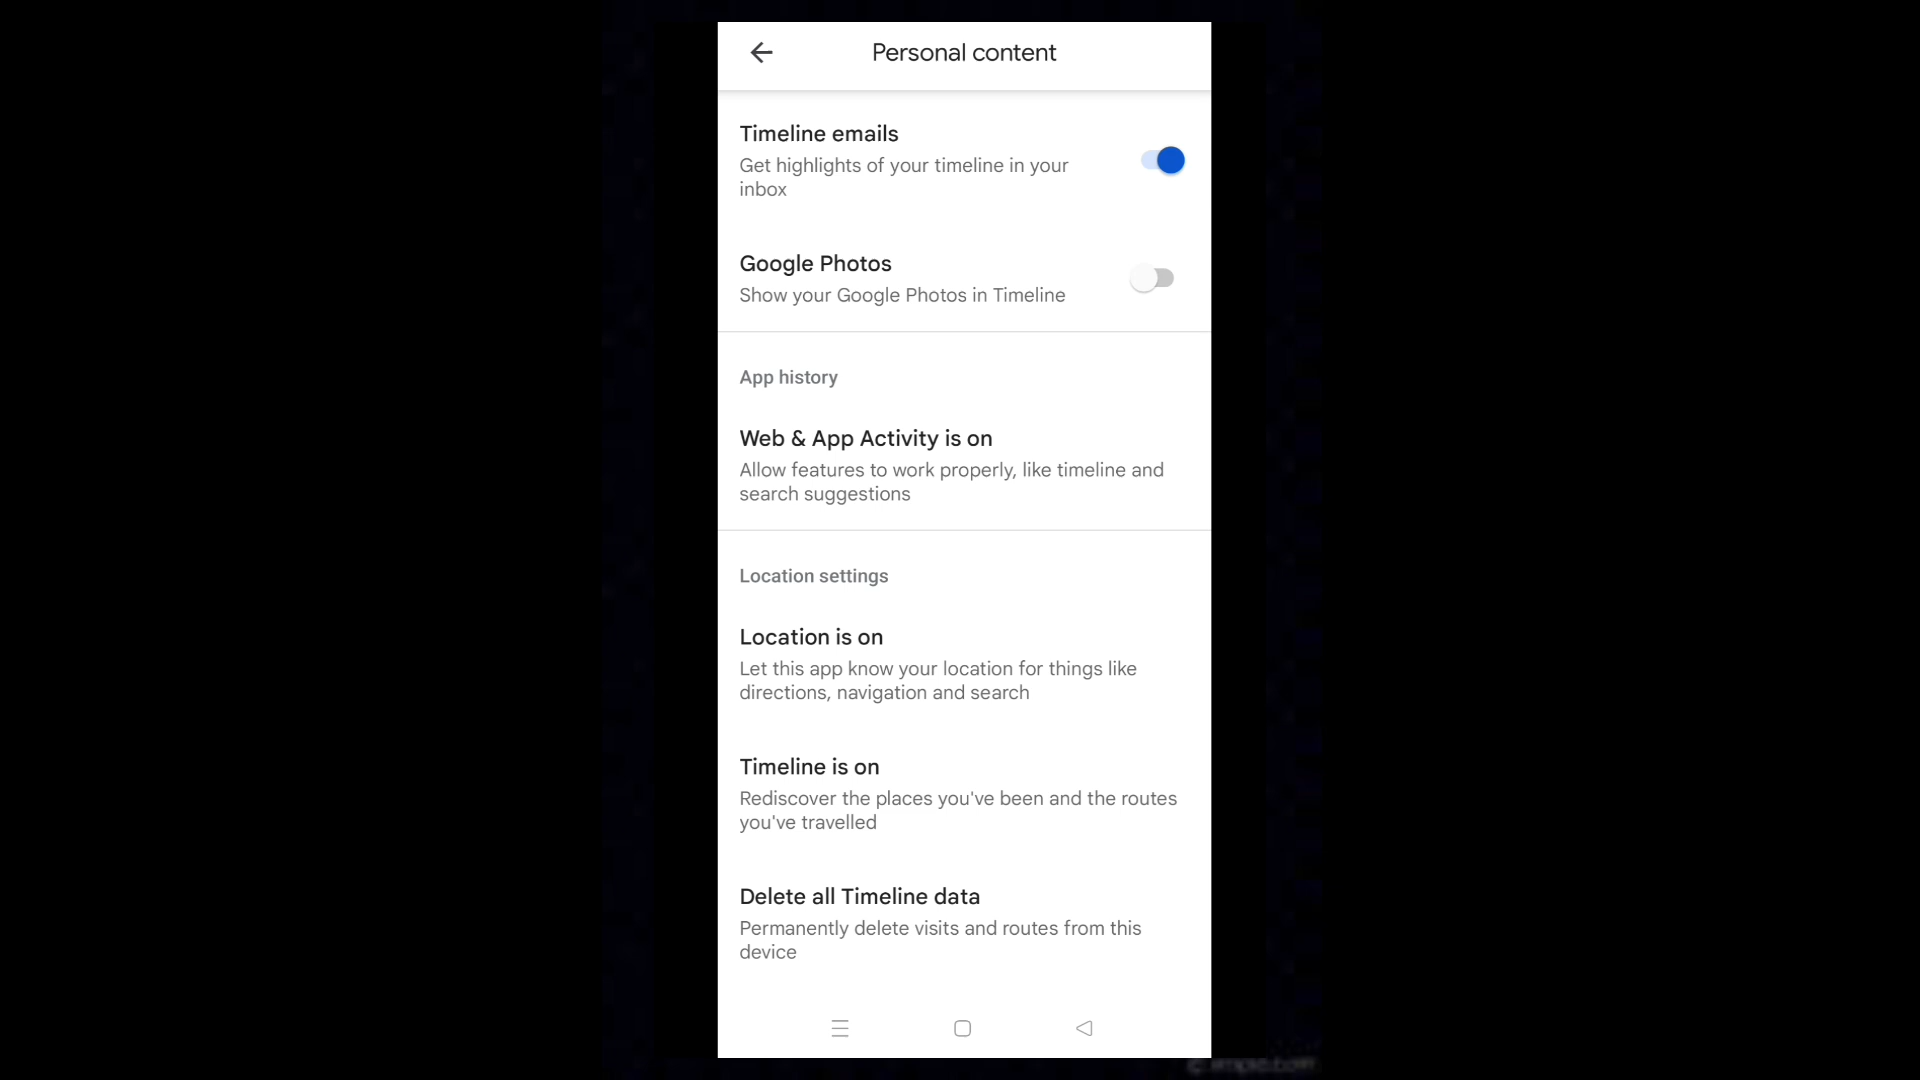 Personal content
Timeline emails
Get highlights of your timeline in your
inbox
Google Photos
Show your Google Photos in Timeline
App history
Web & App Activity is on
Allow features to work properly, like timeline and
search suggestions
Location settings
Location is on
Let this app know your location for things like
directions, navigation and search
Timeline is on
Rediscover the places you've been and the routes
you've travelled
Delete all Timeline data
Permanently delete visits and routes from this
device